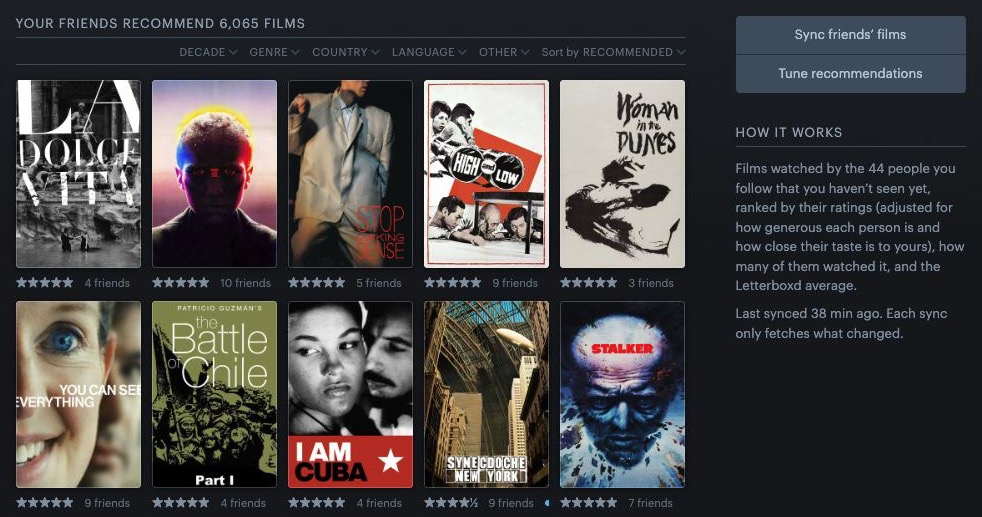 YOUR FRIENDS RECOMMEND 6,065 FILMS
DECADE GENRE COUNTRY LANGUAGE OTHER Sort by RECOMMENDED
Sync friends’ films
Tune recommendations
LA
DOLCE
VITA
STOP
MAKING
SENSE
HIGH and LOW
Woman
in the
DUNES
4 friends
10 friends
5 friends
9 friends
3 friends
YOU CAN SEE
EVERYTHING
PATRICIO GUZMÁN'S
the
Battle
of Chile
Part I
I AM
CUBA
SYNECDOCHE
NEW YORK
STALKER
9 friends
4 friends
4 friends
½ 9 friends
7 friends
HOW IT WORKS
Films watched by the 44 people you
follow that you haven’t seen yet,
ranked by their ratings (adjusted for
how generous each person is and
how close their taste is to yours), how
many of them watched it, and the
Letterboxd average.
Last synced 38 min ago. Each sync
only fetches what changed.